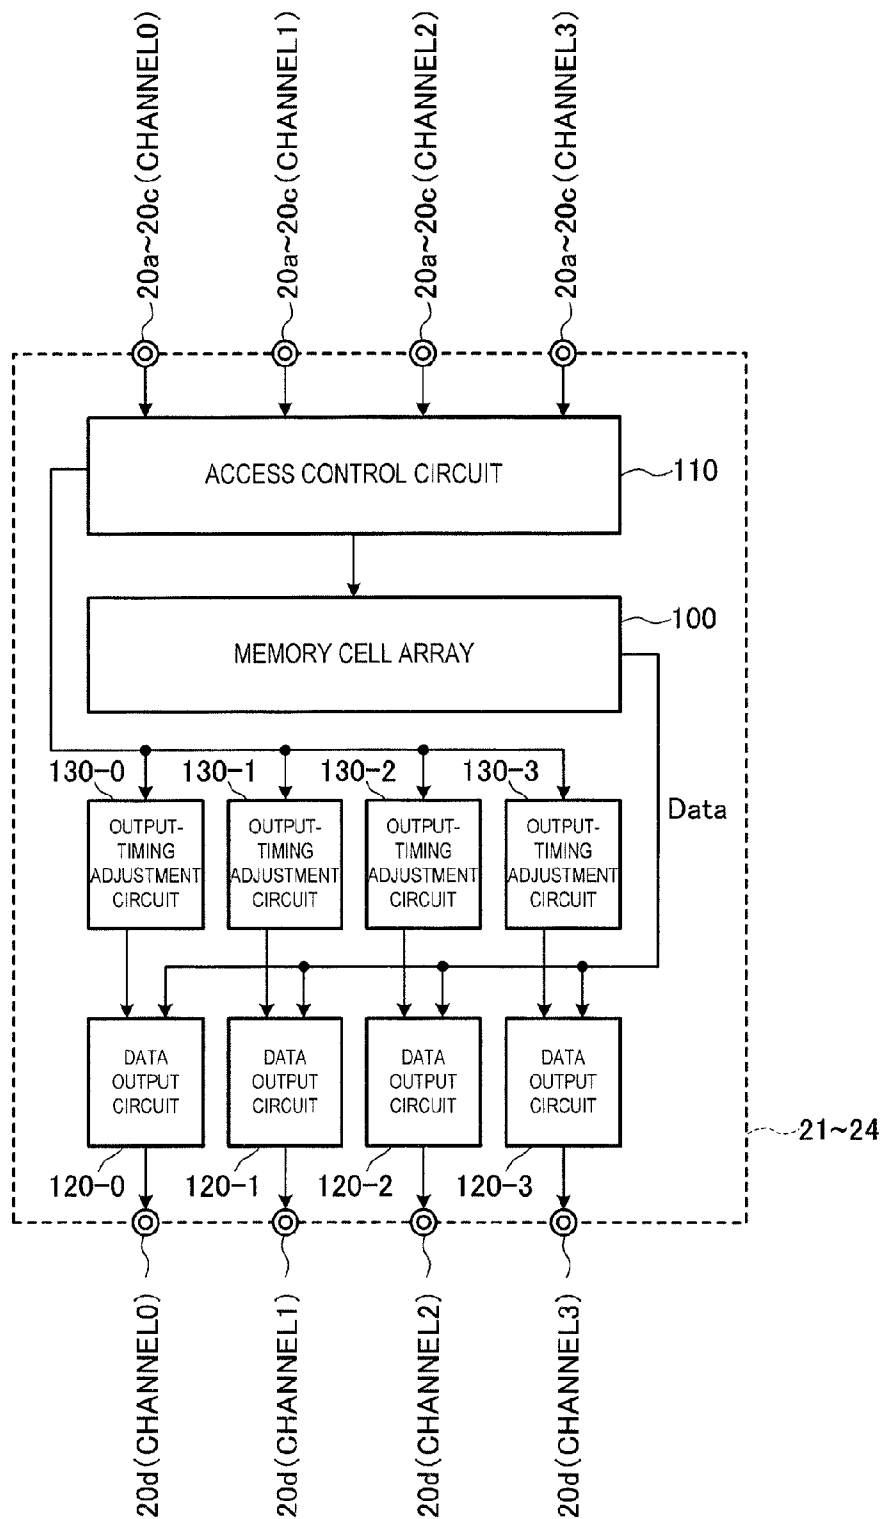 20a~20c(CHANNEL0)
20a~20c(CHANNEL1)
20a~20c(CHANNEL2)
20a~20c(CHANNEL3)
ACCESS CONTROL CIRCUIT
110
MEMORY CELL ARRAY
100
130-0
130-1
130-2
130-3
OUTPUT-
TIMING
ADJUSTMENT
CIRCUIT
OUTPUT-
TIMING
ADJUSTMENT
CIRCUIT
OUTPUT-
TIMING
ADJUSTMENT
CIRCUIT
OUTPUT-
TIMING
ADJUSTMENT
CIRCUIT
Data
DATA
OUTPUT
CIRCUIT
DATA
OUTPUT
CIRCUIT
DATA
OUTPUT
CIRCUIT
DATA
OUTPUT
CIRCUIT
21~24
120-0
120-1
120-2
120-3
20d(CHANNEL0)
20d(CHANNEL1)
20d(CHANNEL2)
20d(CHANNEL3)